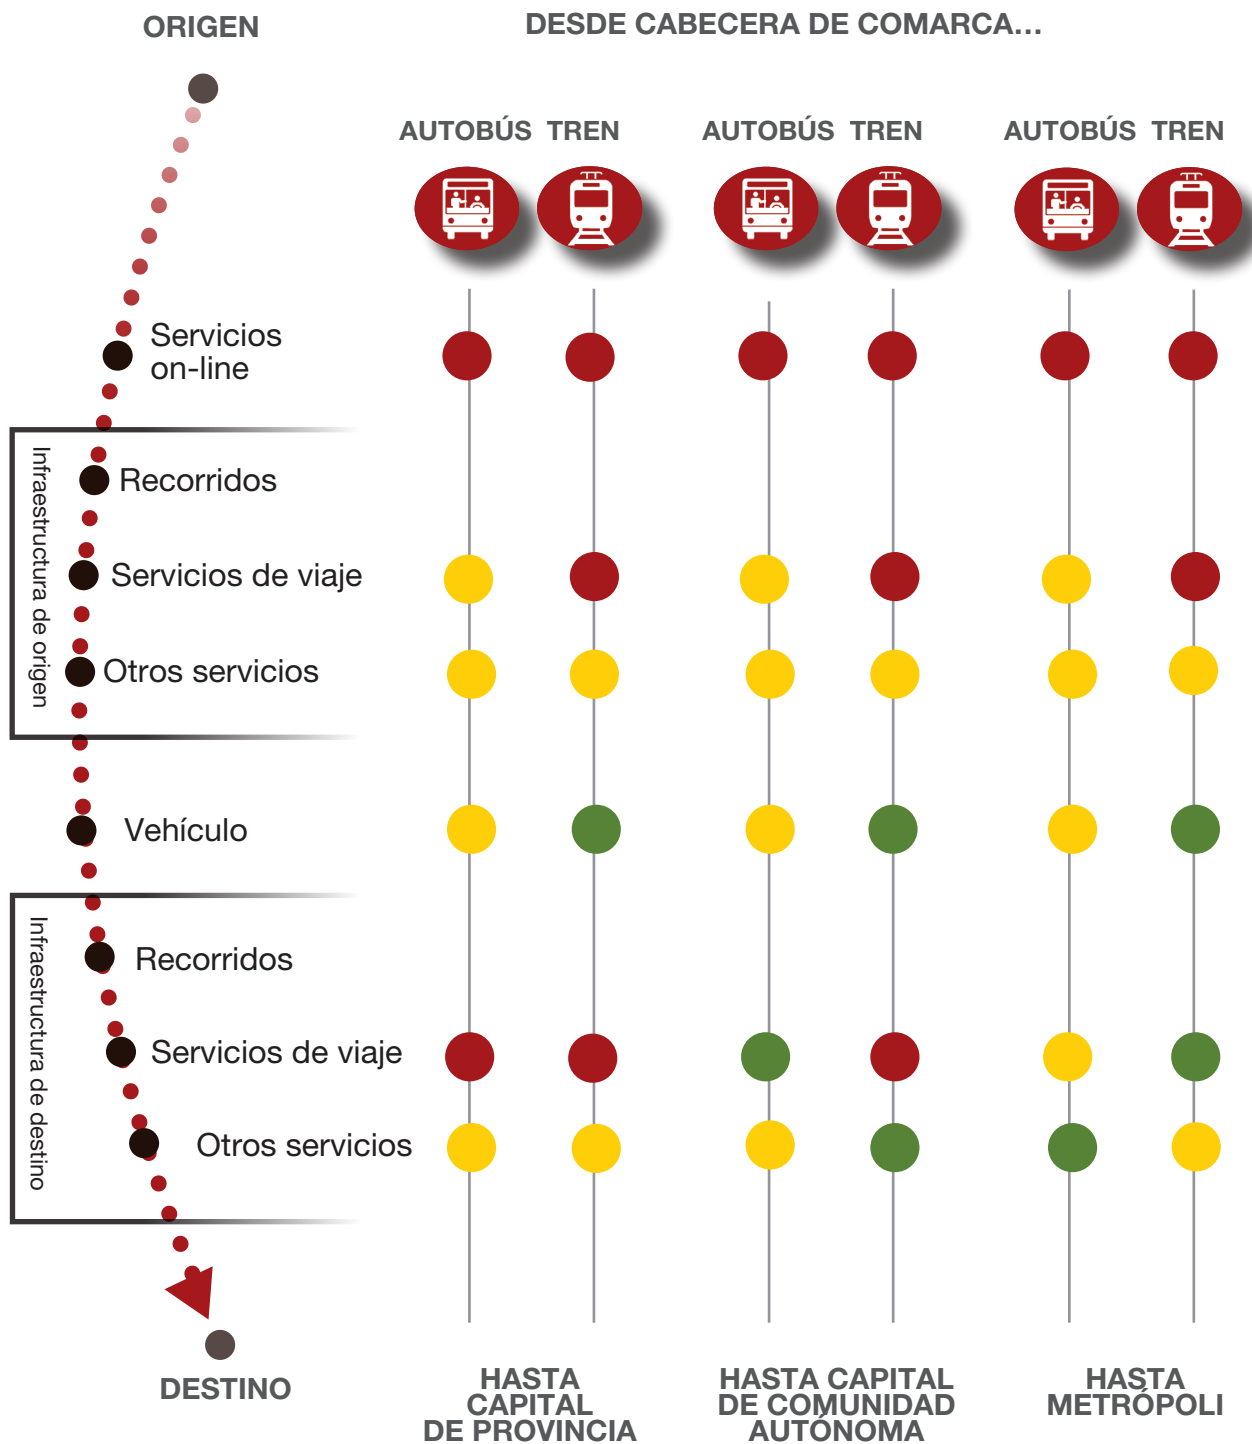 ORIGEN
DESDE CABECERA DE COMARCA...
AUTOBÚS TREN
AUTOBÚS TREN
AUTOBÚS TREN
Servicios
on-line
Infraestructura de origen
Recorridos
Servicios de viaje
Otros servicios
Vehículo
Infraestructura de destino
Recorridos
Servicios de viaje
Otros servicios
DESTINO
HASTA
CAPITAL
DE PROVINCIA
HASTA CAPITAL
DE COMUNIDAD
AUTÓNOMA
HASTA
METRÓPOLI